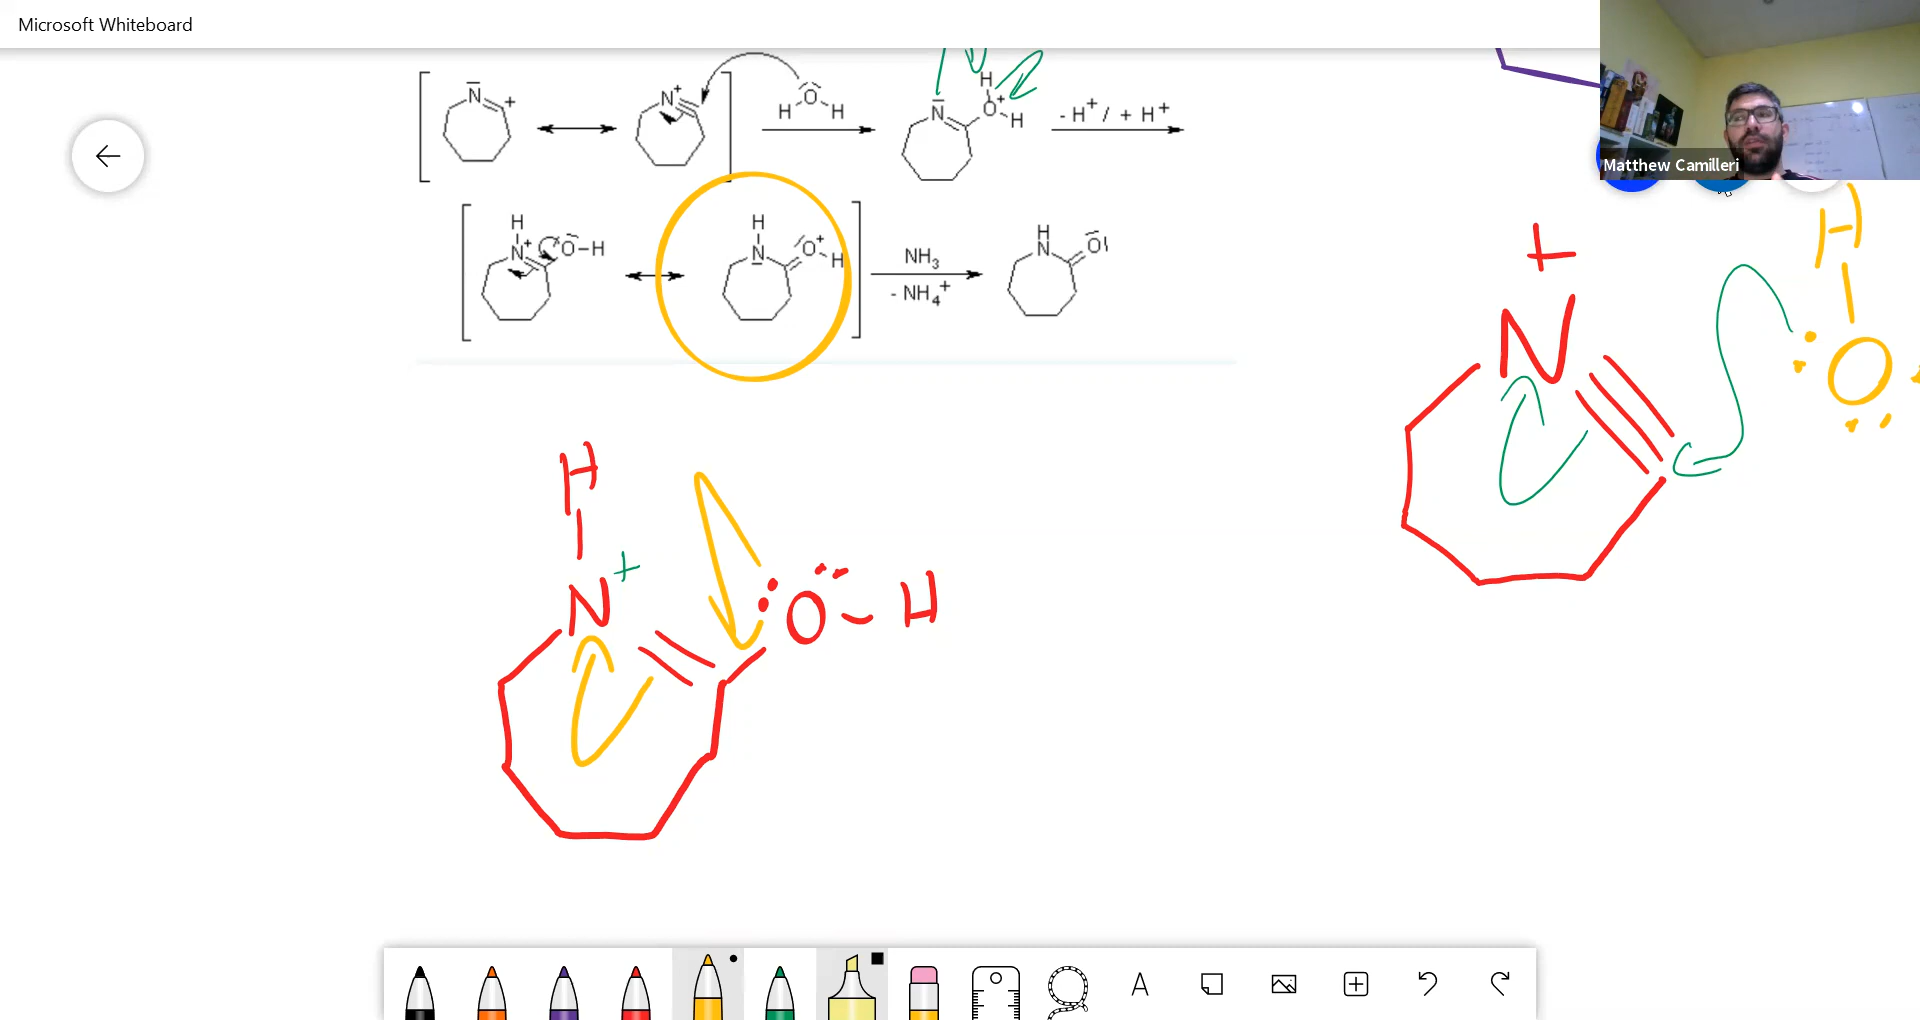 Microsoft Whiteboard
Matthew Camilleri
N + N + H O H N H O + H - H+ / + H+
H N + O-H H N O + H NH3 - NH4+ H N O
+ N H O
H N + O H
A